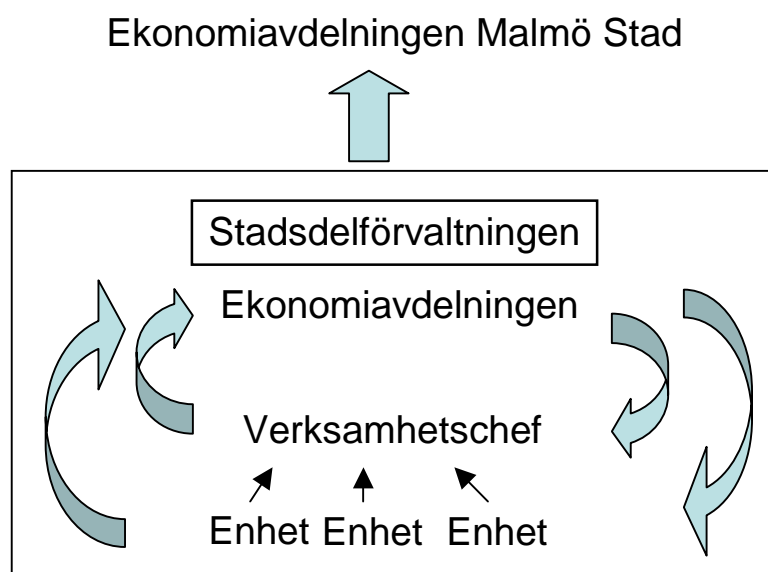 Ekonomiavdelningen Malmö Stad
Stadsdelförvaltningen
Ekonomiavdelningen
Verksamhetschef
Enhet Enhet Enhet